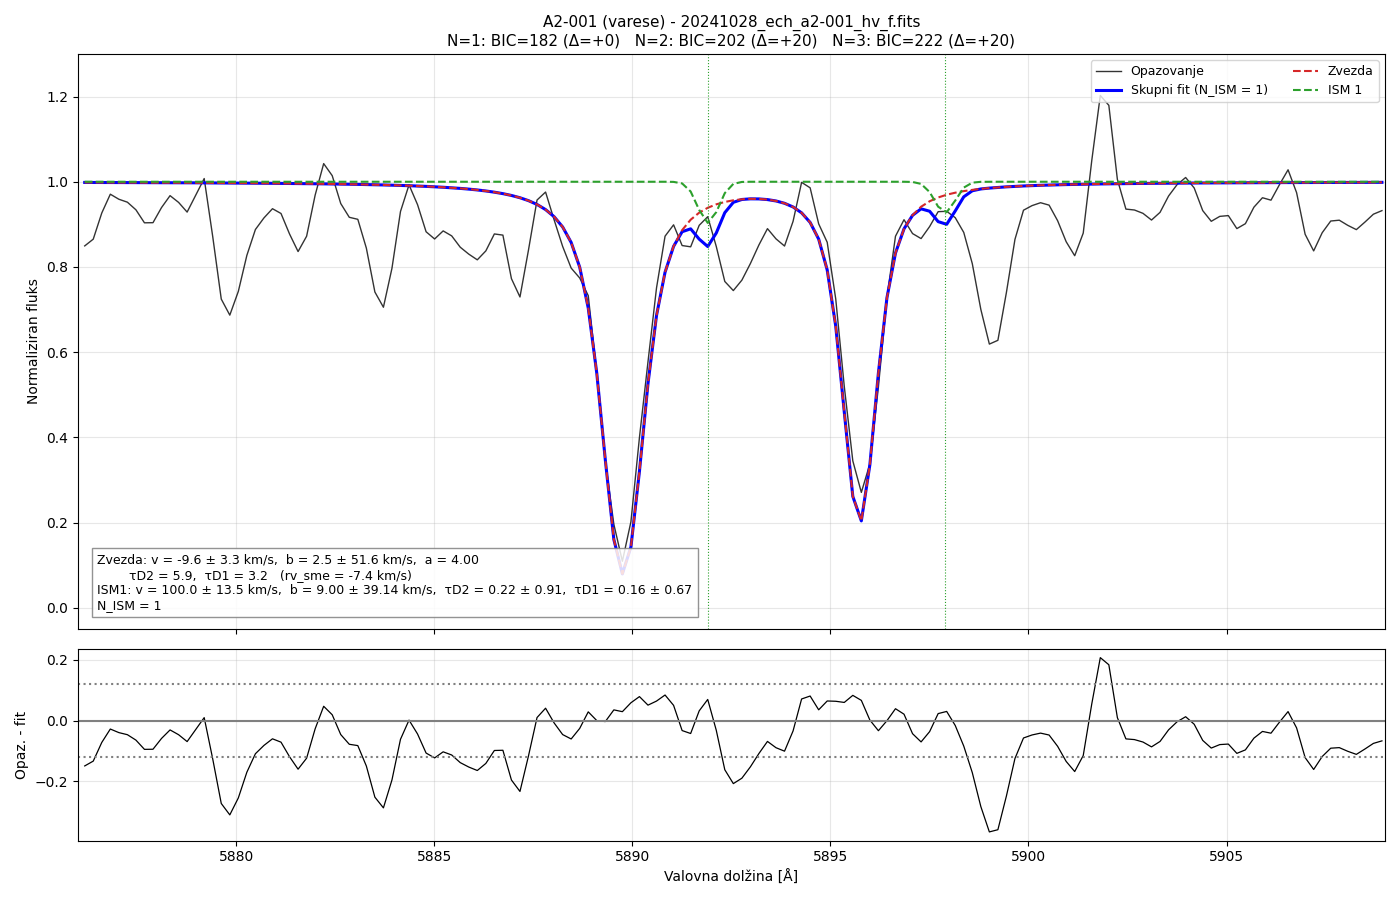 A2-001 (varese) - 20241028_ech_a2-001_hv_f.fits
N=1: BIC=182 (Δ=+0)   N=2: BIC=202 (Δ=+20)   N=3: BIC=222 (Δ=+20)
Opazovanje
Skupni fit (N_ISM = 1)
Zvezda
ISM 1
Normaliziran fluks
1.2
1.0
0.8
0.6
0.4
0.2
0.0
Zvezda: v = -9.6 ± 3.3 km/s,  b = 2.5 ± 51.6 km/s,  a = 4.00
τD2 = 5.9,  τD1 = 3.2   (rv_sme = -7.4 km/s)
ISM1: v = 100.0 ± 13.5 km/s,  b = 9.00 ± 39.14 km/s,  τD2 = 0.22 ± 0.91,  τD1 = 0.16 ± 0.67
N_ISM = 1
Opaz. - fit
0.2
0.0
−0.2
5880
5885
5890
5895
5900
5905
Valovna dolžina [Å]